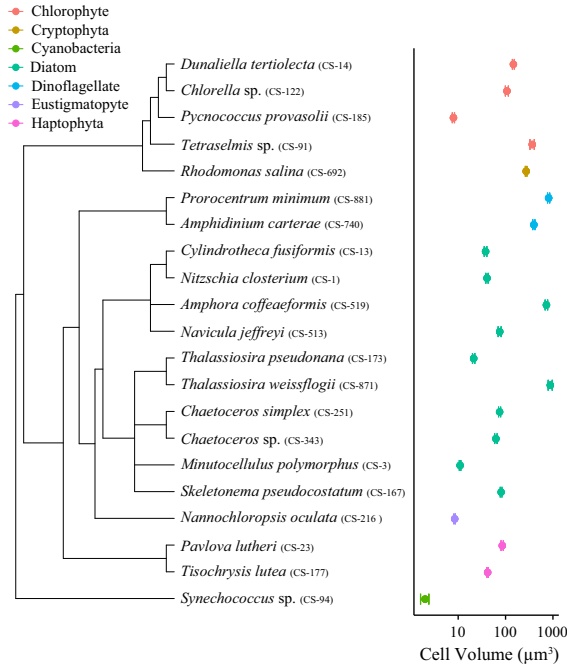 Chlorophyte
Cryptophyta
Cyanobacteria
Diatom
Dinoflagellate
Eustigmatopyte
Haptophyta
Dunaliella tertiolecta (CS-14)
Chlorella sp. (CS-122)
Pycnococcus provasolii (CS-185)
Tetraselmis sp. (CS-91)
Rhodomonas salina (CS-692)
Prorocentrum minimum (CS-881)
Amphidinium carterae (CS-740)
Cylindrotheca fusiformis (CS-13)
Nitzschia closterium (CS-1)
Amphora coffeaeformis (CS-519)
Navicula jeffreyi (CS-513)
Thalassiosira pseudonana (CS-173)
Thalassiosira weissflogii (CS-871)
Chaetoceros simplex (CS-251)
Chaetoceros sp. (CS-343)
Minutocellulus polymorphus (CS-3)
Skeletonema pseudocostatum (CS-167)
Nannochloropsis oculata (CS-216 )
Pavlova lutheri (CS-23)
Tisochrysis lutea (CS-177)
Synechococcus sp. (CS-94)
10 100 1000
Cell Volume (µm³)